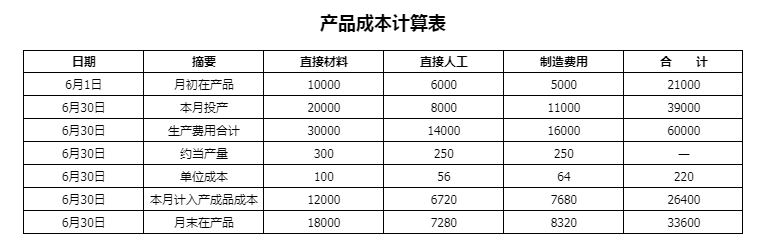 产品成本计算表
日期 摘要 直接材料 直接人工 制造费用 合 计
6月1日 月初在产品 10000 6000 5000 21000
6月30日 本月投产 20000 8000 11000 39000
6月30日 生产费用合计 30000 14000 16000 60000
6月30日 约当产量 300 250 250 —
6月30日 单位成本 100 56 64 220
6月30日 本月计入产成品成本 12000 6720 7680 26400
6月30日 月末在产品 18000 7280 8320 33600